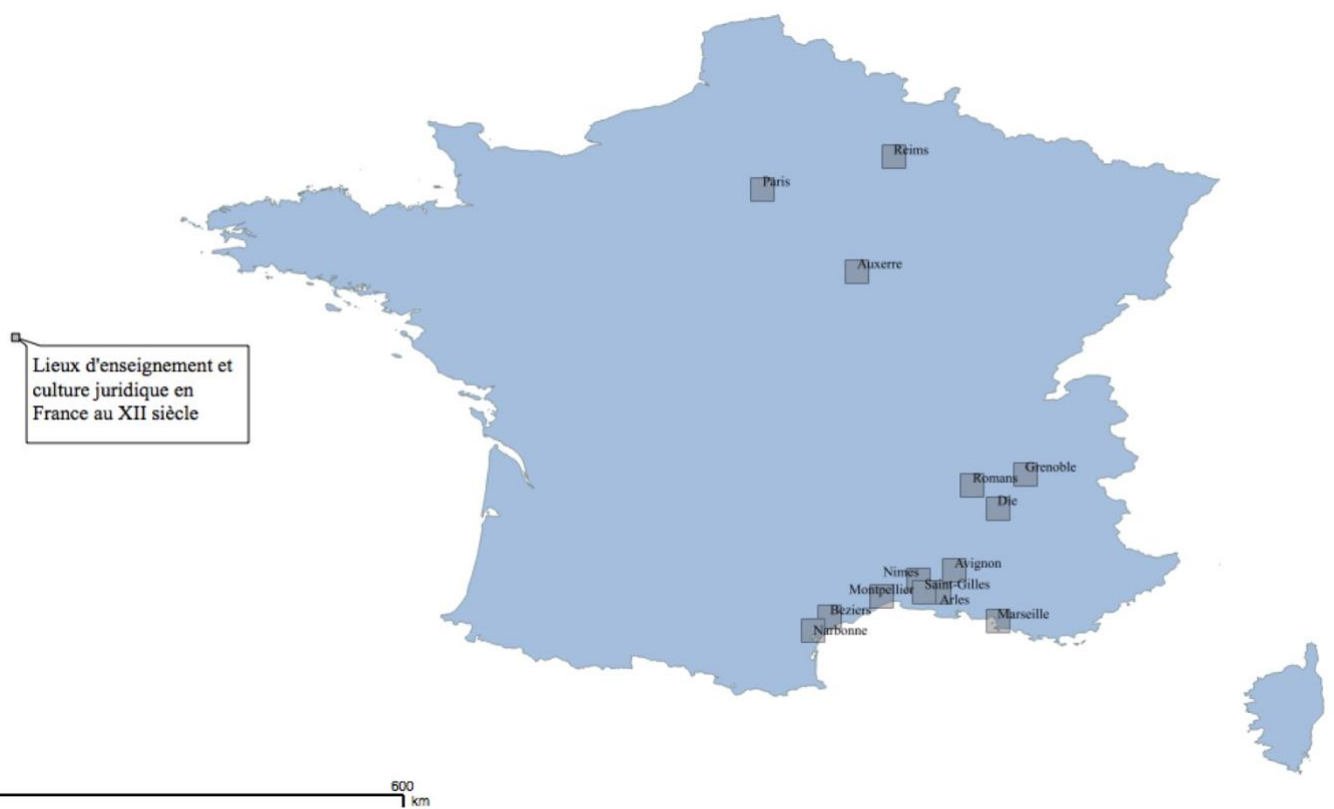 Reims
Paris
Auxerre
Lieux d'enseignement et
culture juridique en
France au XII siècle
Grenoble
Romans
Die
Avignon
Nimes
Saint-Gilles
Montpellier
Arles
Beziers
Marseille
Narbonne
600
km